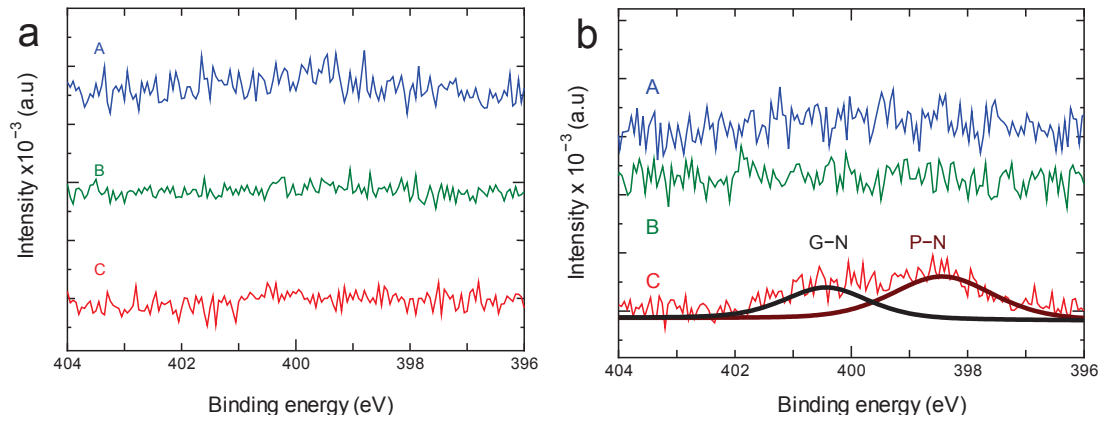 a
A
B
C
Intensity x10⁻³ (a.u)
404
402
400
398
396
Binding energy (eV)
b
A
B
G−N
P−N
C
Intensity x 10⁻³ (a.u)
404
402
400
398
396
Binding energy (eV)